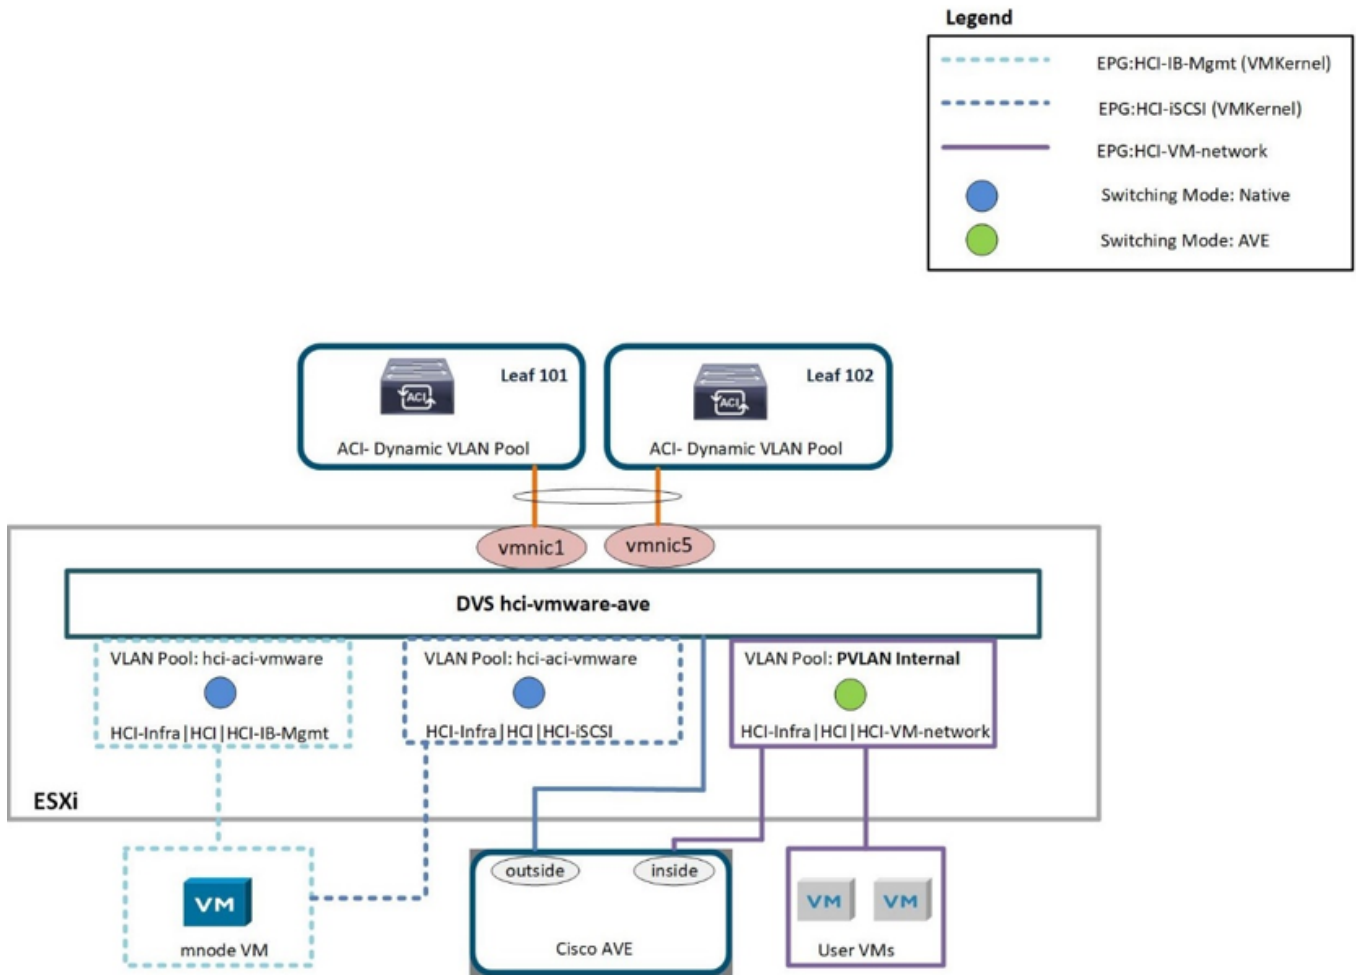 Legend
EPG:HCI-IB-Mgmt (VMKernel)
EPG:HCI-iSCSI (VMKernel)
EPG:HCI-VM-network
Switching Mode: Native
Switching Mode: AVE
Leaf 101
ACI
ACI- Dynamic VLAN Pool
Leaf 102
ACI
ACI- Dynamic VLAN Pool
vmnic1
vmnic5
DVS hci-vmware-ave
VLAN Pool: hci-aci-vmware
HCI-Infra|HCI|HCI-IB-Mgmt
VLAN Pool: hci-aci-vmware
HCI-Infra|HCI|HCI-iSCSI
VLAN Pool: PVLAN Internal
HCI-Infra|HCI|HCI-VM-network
ESXi
VM
mnode VM
outside
inside
Cisco AVE
VM
VM
User VMs